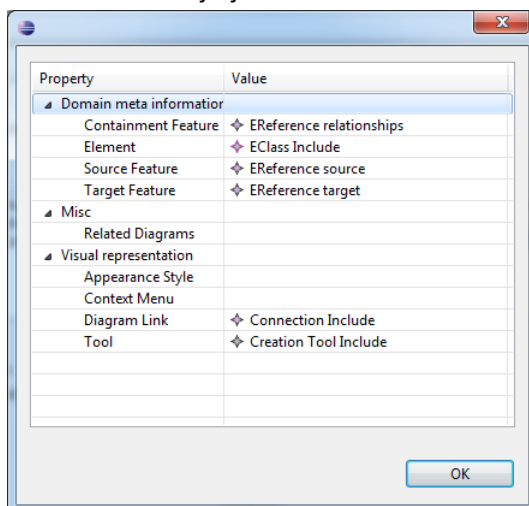 Property Value
Domain meta information
Containment Feature EReference relationships
Element EClass Include
Source Feature EReference source
Target Feature EReference target
Misc
Related Diagrams
Visual representation
Appearance Style
Context Menu
Diagram Link Connection Include
Tool Creation Tool Include
OK